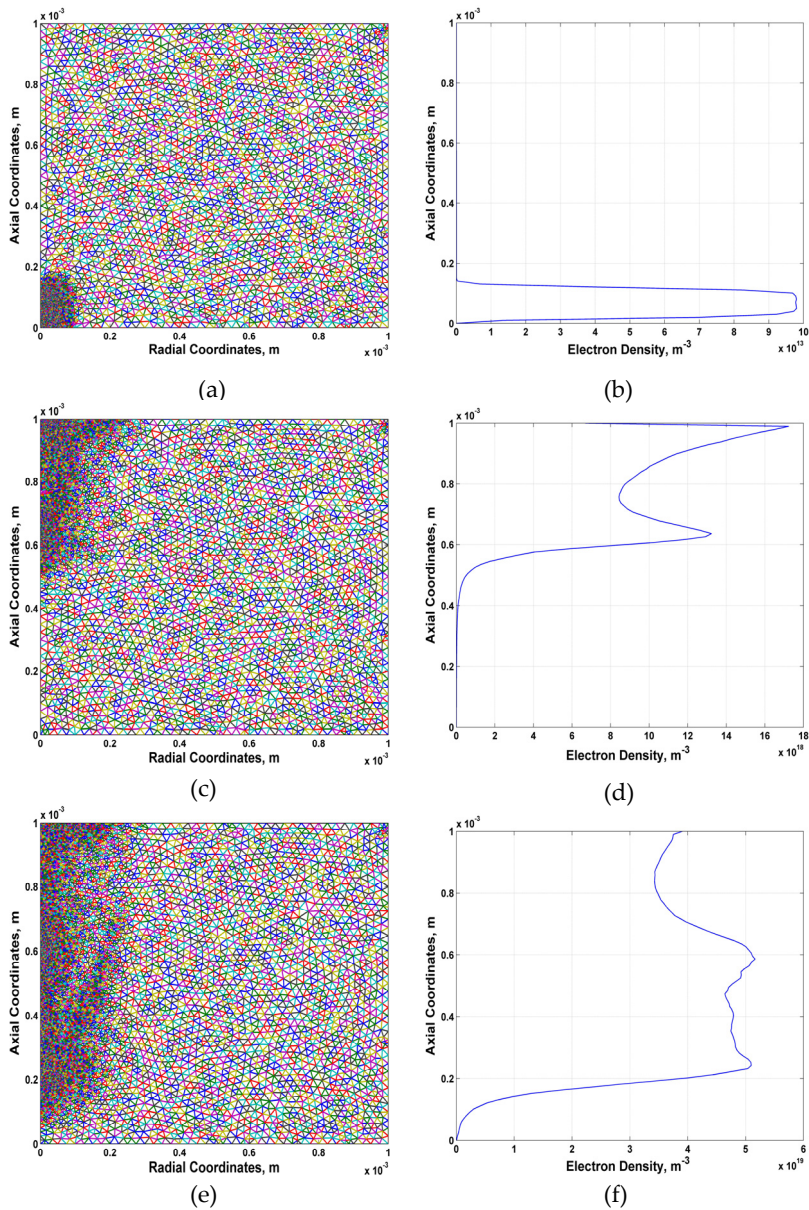 x 10⁻³
1
0.8
0.6
0.4
0.2
0
Axial Coordinates, m
0 0.2 0.4 0.6 0.8 1
Radial Coordinates, m
x 10⁻³
(a)
x 10⁻³
1
0.8
0.6
0.4
0.2
0
Axial Coordinates, m
0 1 2 3 4 5 6 7 8 9 10
Electron Density, m⁻³
x 10¹³
(b)
x 10⁻³
1
0.8
0.6
0.4
0.2
0
Axial Coordinates, m
0 0.2 0.4 0.6 0.8 1
Radial Coordinates, m
x 10⁻³
(c)
x 10⁻³
1
0.8
0.6
0.4
0.2
0
Axial Coordinates, m
0 2 4 6 8 10 12 14 16 18
Electron Density, m⁻³
x 10¹⁸
(d)
x 10⁻³
1
0.8
0.6
0.4
0.2
0
Axial Coordinates, m
0 0.2 0.4 0.6 0.8 1
Radial Coordinates, m
x 10⁻³
(e)
x 10⁻³
1
0.8
0.6
0.4
0.2
0
Axial Coordinates, m
0 1 2 3 4 5 6
Electron Density, m⁻³
x 10¹⁹
(f)